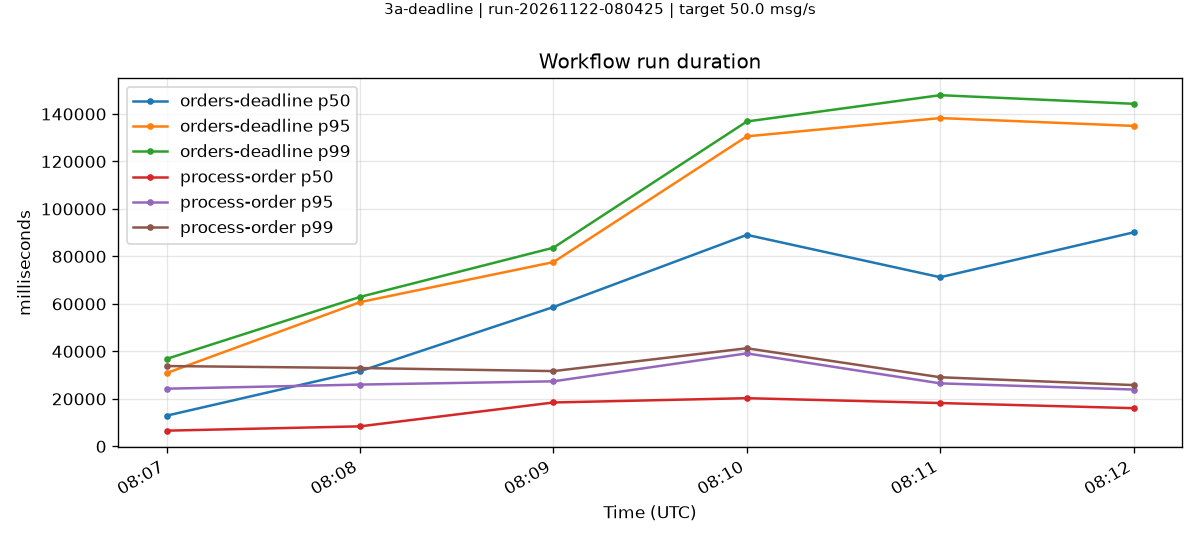 3a-deadline | run-20261122-080425 | target 50.0 msg/s
Workflow run duration
orders-deadline p50
orders-deadline p95
orders-deadline p99
process-order p50
process-order p95
process-order p99
milliseconds
140000
120000
100000
80000
60000
40000
20000
0
08:07
08:08
08:09
08:10
08:11
08:12
Time (UTC)